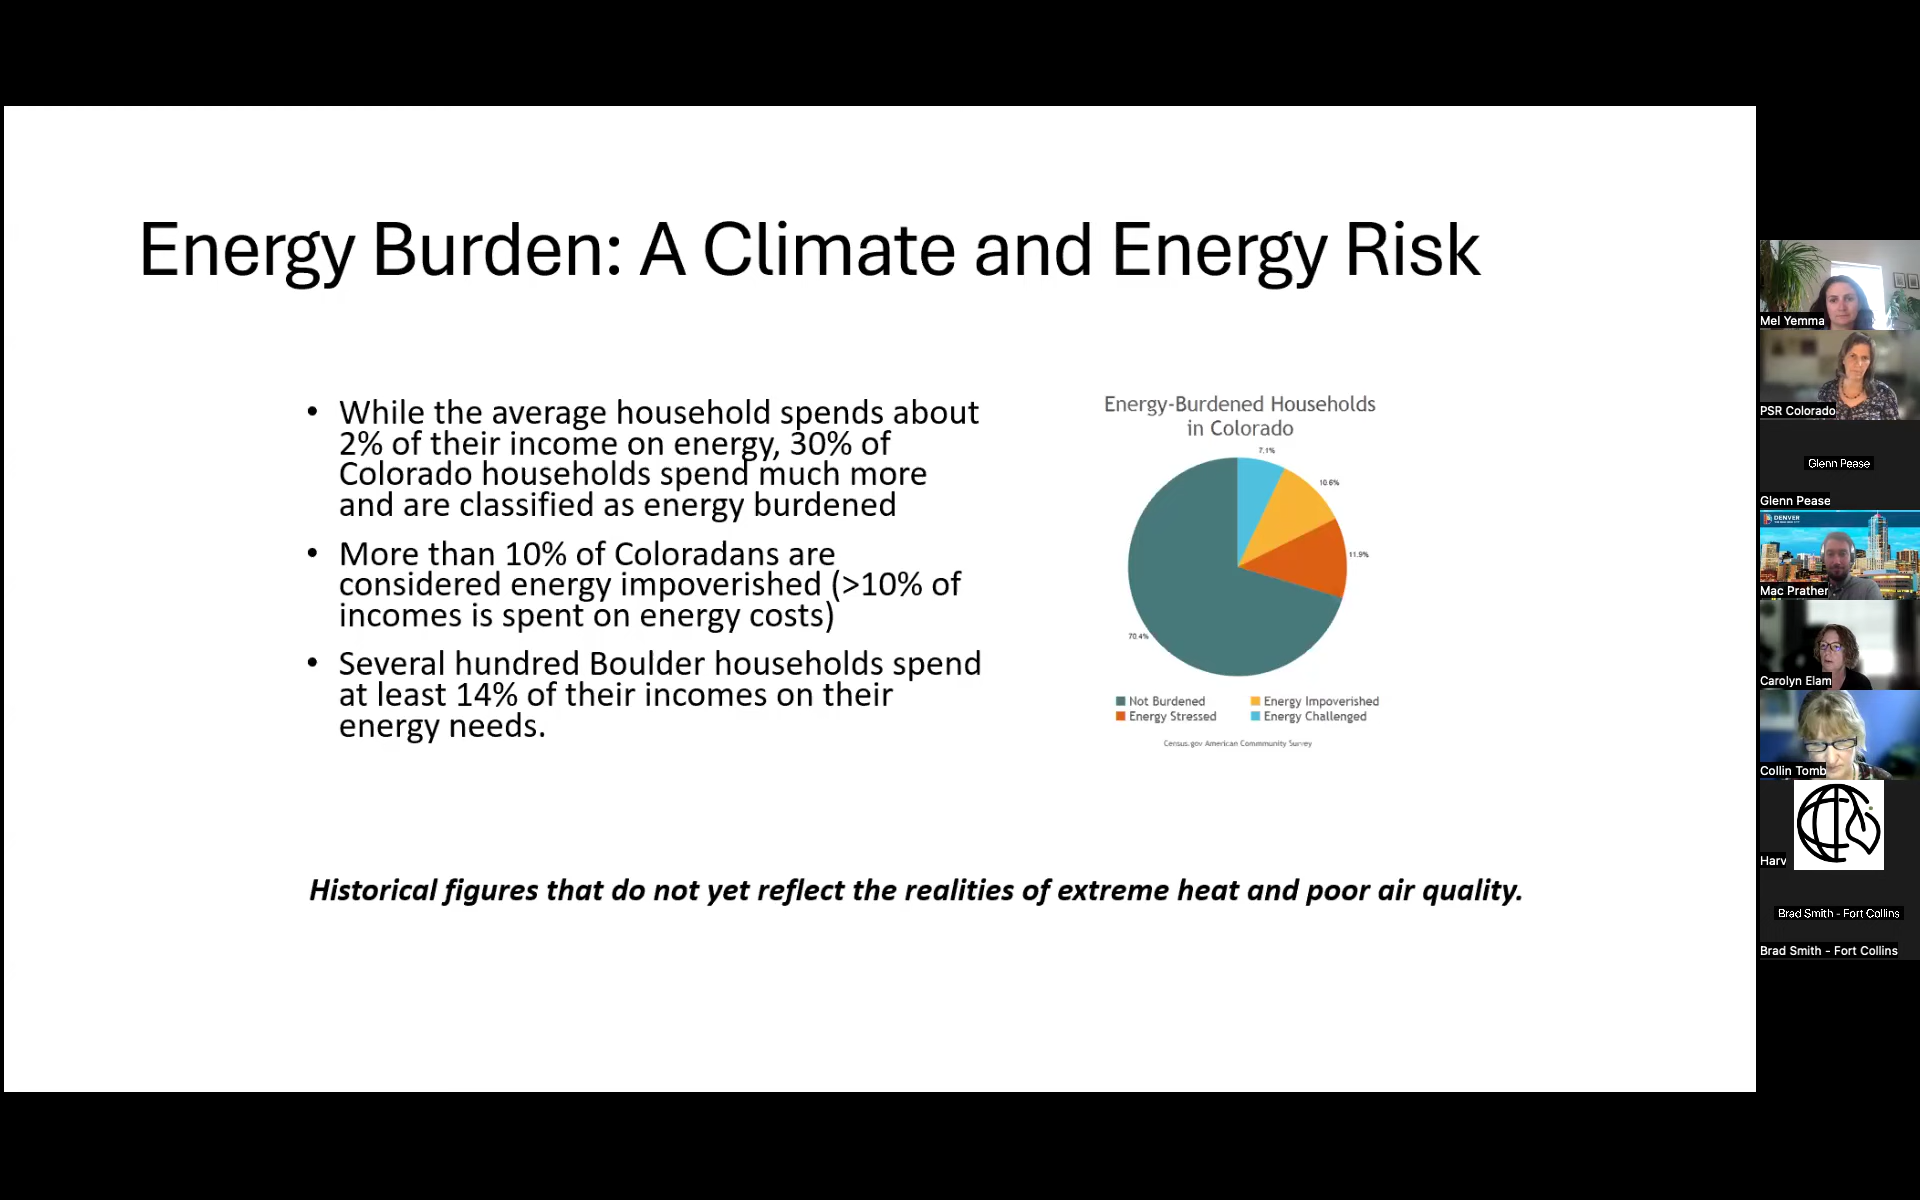 Energy Burden: A Climate and Energy Risk
• While the average household spends about
2% of their income on energy, 30% of
Colorado households spend much more
and are classified as energy burdened
• More than 10% of Coloradans are
considered energy impoverished (>10% of
incomes is spent on energy costs)
• Several hundred Boulder households spend
at least 14% of their incomes on their
energy needs.
Energy-Burdened Households
in Colorado
7.1%
10.6%
11.9%
70.4%
Not Burdened
Energy Impoverished
Energy Stressed
Energy Challenged
Census.gov American Community Survey
Historical figures that do not yet reflect the realities of extreme heat and poor air quality.
Mel Yemma
PSR Colorado
Glenn Pease
Glenn Pease
DENVER
Mac Prather
Carolyn Elam
Collin Tomb
Harv
Brad Smith - Fort Collins
Brad Smith - Fort Collins